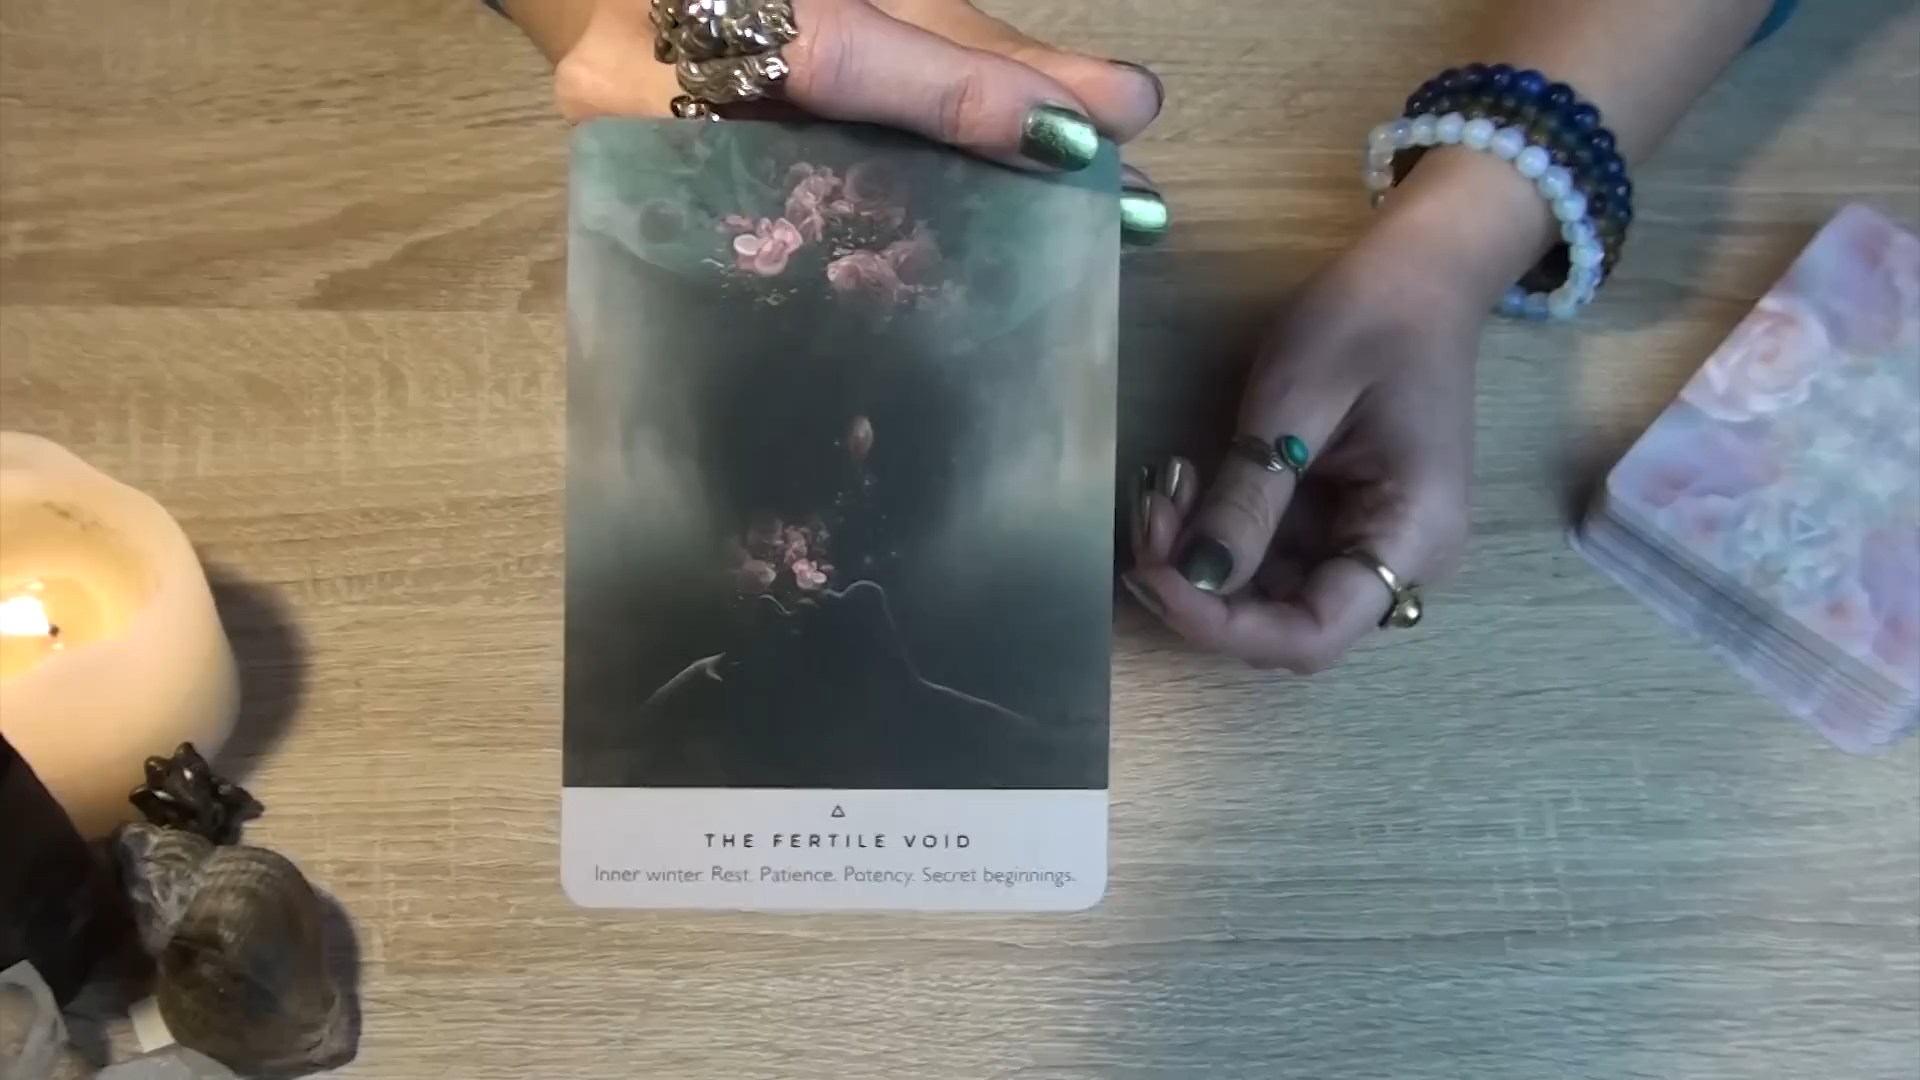 THE FERTILE VOID
Inner winter. Rest. Patience. Potency. Secret beginnings.